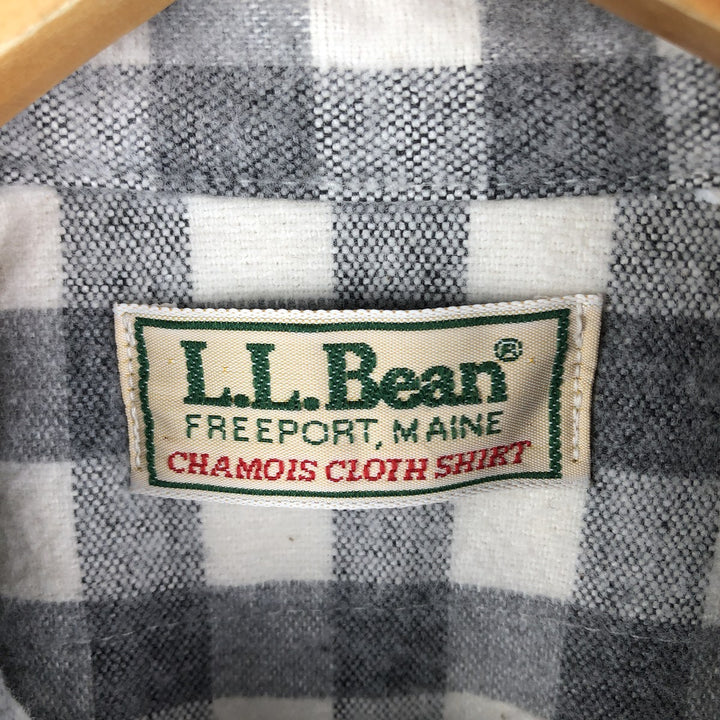 L.L.Bean®
FREEPORT, MAINE
CHAMOIS CLOTH SHIRT